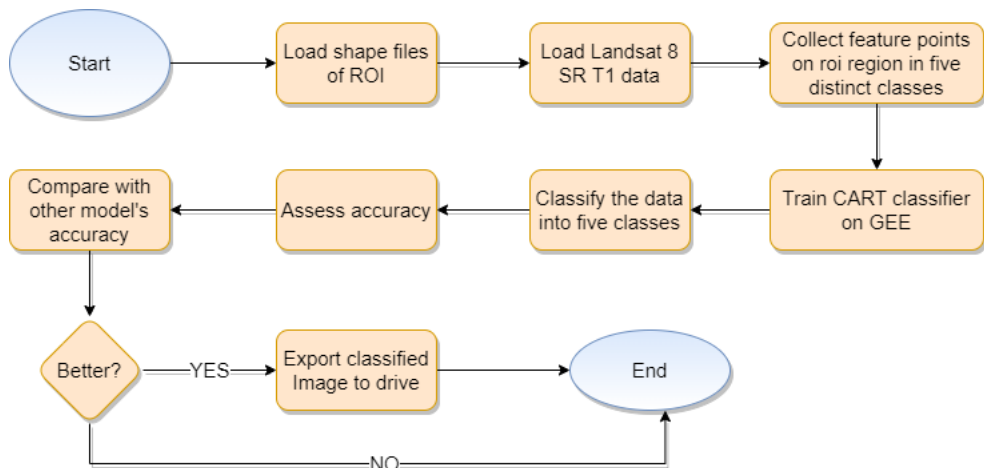 Start
Load shape files
of ROI
Load Landsat 8
SR T1 data
Collect feature points
on roi region in five
distinct classes
Train CART classifier
on GEE
Classify the data
into five classes
Assess accuracy
Compare with
other model's
accuracy
Better?
YES
Export classified
Image to drive
End
NO